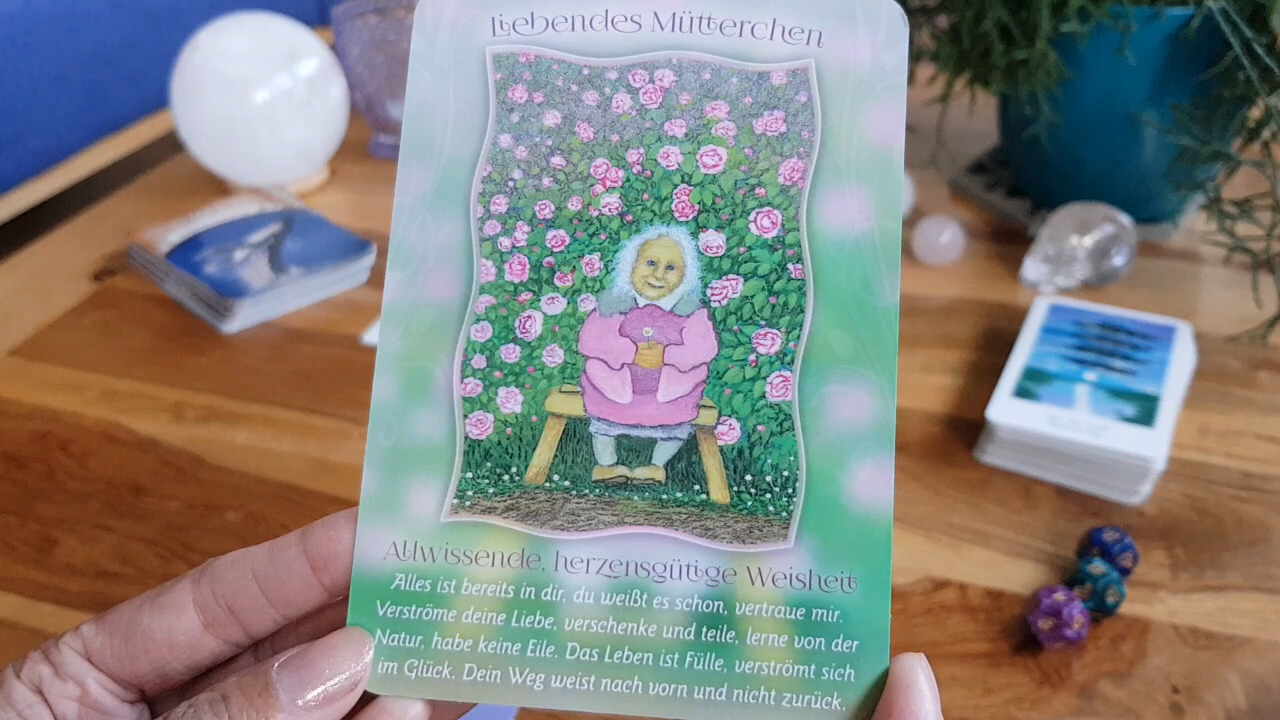 Liebendes Mütterchen
Allwissende, herzensgütige Weisheit
Alles ist bereits in dir, du weißt es schon, vertraue mir.
Verströme deine Liebe, verschenke und teile, lerne von der
Natur, habe keine Eile. Das Leben ist Fülle, verströmt sich
im Glück. Dein Weg weist nach vorn und nicht zurück.